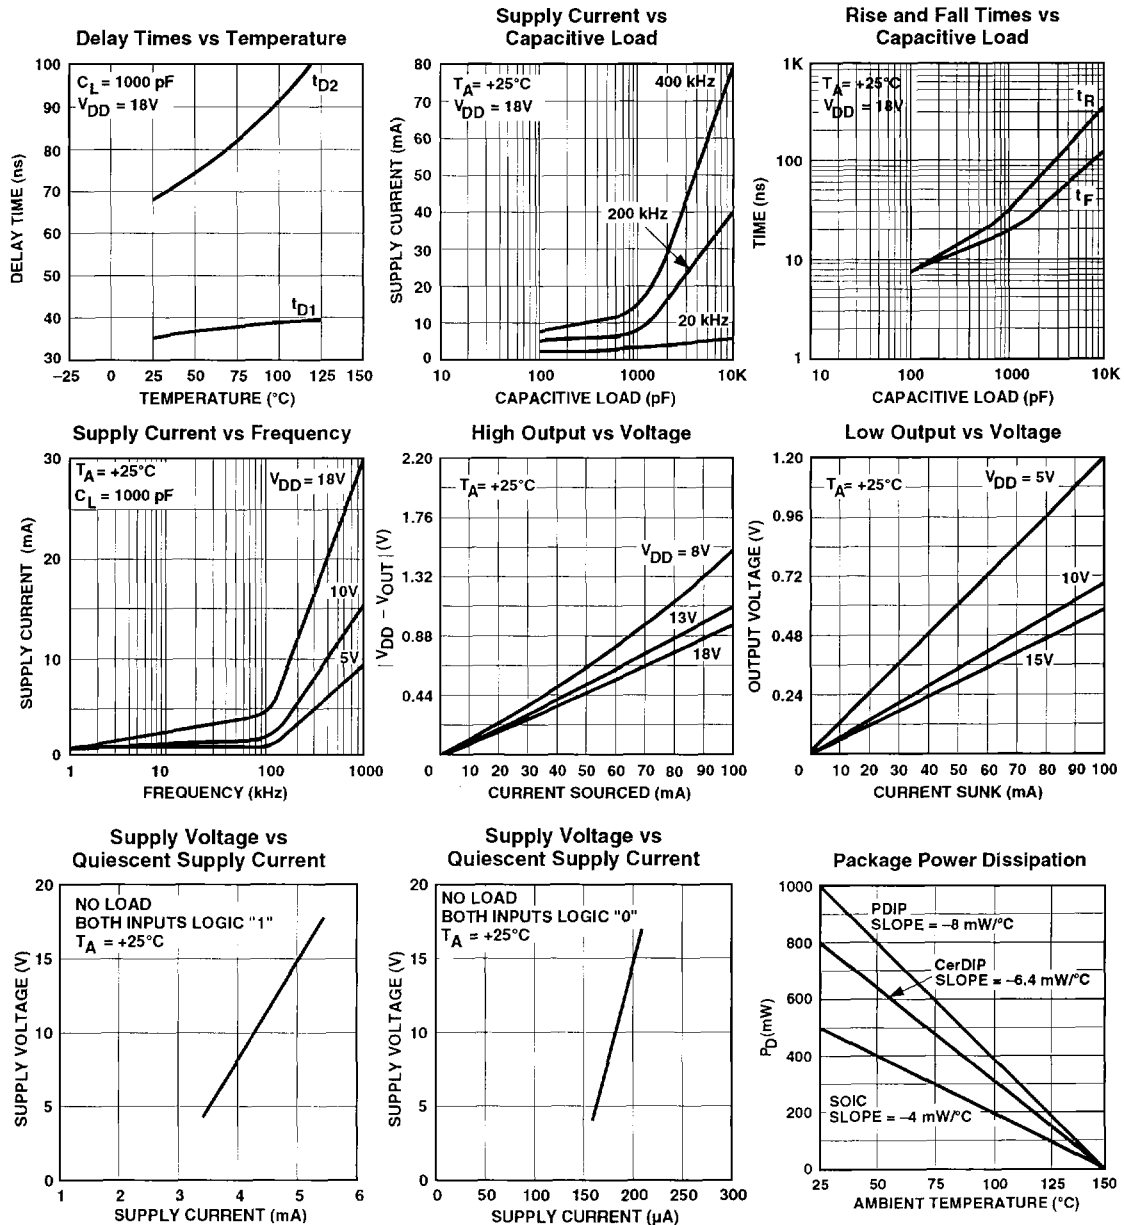 Delay Times vs Temperature
100
90
80
70
60
50
40
30
DELAY TIME (ns)
C_L = 1000 pF
V_DD = 18V
t_D2
t_D1
–25 0 25 50 75 100 125 150
TEMPERATURE (°C)
Supply Current vs
Capacitive Load
80
70
60
50
40
30
20
10
0
SUPPLY CURRENT (mA)
T_A = +25°C
V_DD = 18V
400 kHz
200 kHz
20 kHz
10 100 1000 10K
CAPACITIVE LOAD (pF)
Rise and Fall Times vs
Capacitive Load
1K
100
10
1
TIME (ns)
T_A = +25°C
V_DD = 18V
t_R
t_F
10 100 1000 10K
CAPACITIVE LOAD (pF)
Supply Current vs Frequency
30
20
10
0
SUPPLY CURRENT (mA)
T_A = +25°C
C_L = 1000 pF
V_DD = 18V
10V
5V
1 10 100 1000
FREQUENCY (kHz)
High Output vs Voltage
2.20
1.76
1.32
0.88
0.44
| V_DD – V_OUT | (V)
T_A = +25°C
V_DD = 8V
13V
18V
0 10 20 30 40 50 60 70 80 90 100
CURRENT SOURCED (mA)
Low Output vs Voltage
1.20
0.96
0.72
0.48
0.24
OUTPUT VOLTAGE (V)
T_A = +25°C
V_DD = 5V
10V
15V
0 10 20 30 40 50 60 70 80 90 100
CURRENT SUNK (mA)
Supply Voltage vs
Quiescent Supply Current
20
15
10
5
0
SUPPLY VOLTAGE (V)
NO LOAD
BOTH INPUTS LOGIC "1"
T_A = +25°C
1 2 3 4 5 6
SUPPLY CURRENT (mA)
Supply Voltage vs
Quiescent Supply Current
20
15
10
5
0
SUPPLY VOLTAGE (V)
NO LOAD
BOTH INPUTS LOGIC "0"
T_A = +25°C
0 50 100 150 200 250 300
SUPPLY CURRENT (µA)
Package Power Dissipation
1000
800
600
400
200
0
P_D (mW)
PDIP
SLOPE = –8 mW/°C
CerDIP
SLOPE = –6.4 mW/°C
SOIC
SLOPE = –4 mW/°C
25 50 75 100 125 150
AMBIENT TEMPERATURE (°C)